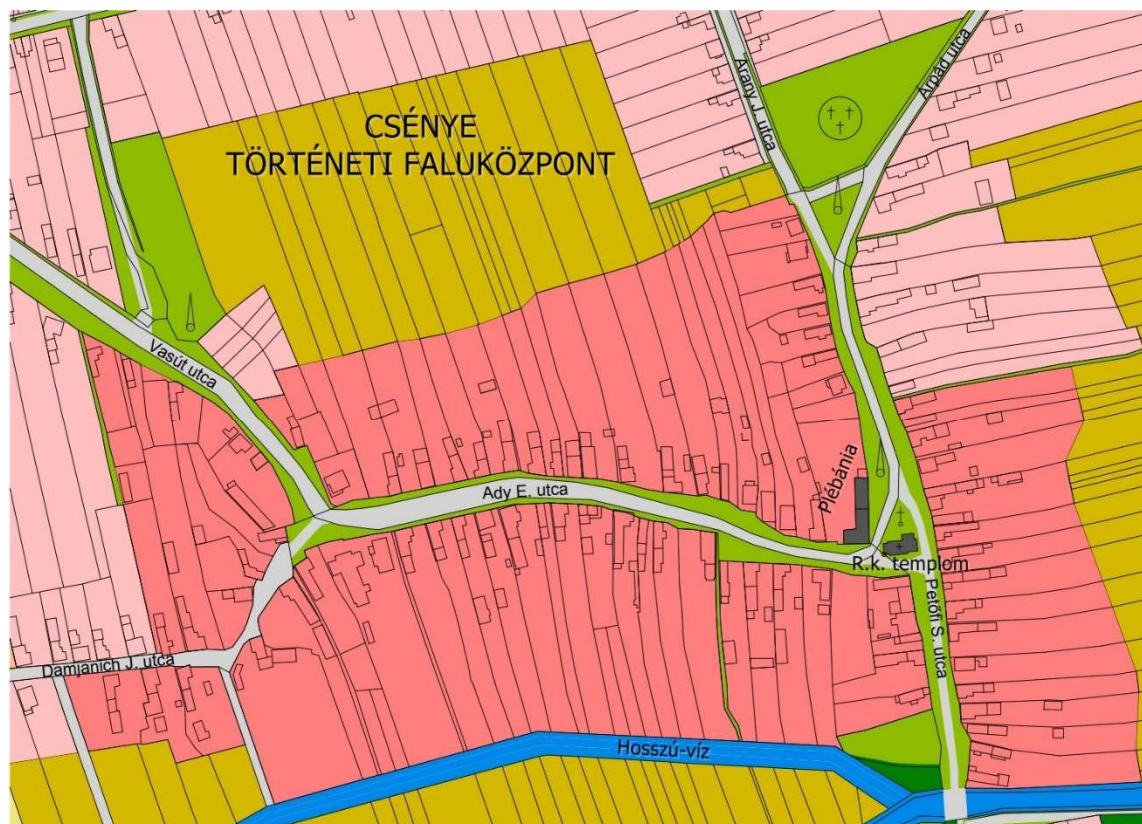 CSÉNYE
TÖRTÉNETI FALUKÖZPONT
Arany J. utca
Árpád utca
Vasút utca
Ady E. utca
Plébánia
R.k. templom
Petőfi S. utca
Damjanich J. utca
Hosszú-víz